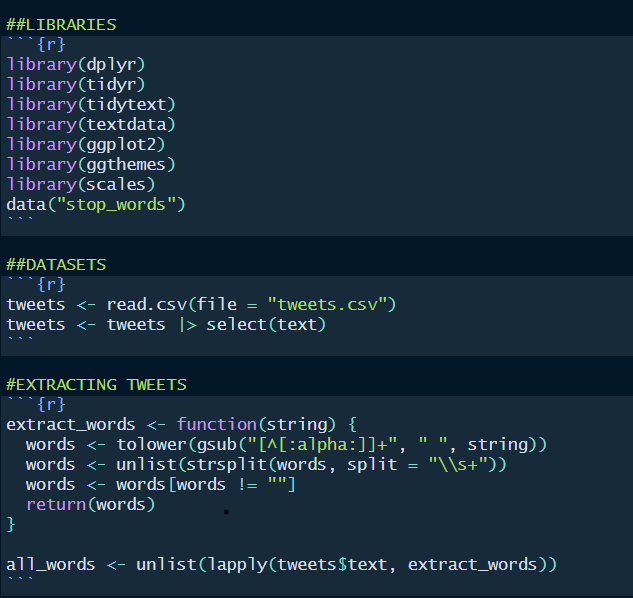 ##LIBRARIES
```{r}
library(dplyr)
library(tidyr)
library(tidytext)
library(textdata)
library(ggplot2)
library(ggthemes)
library(scales)
data("stop_words")
```
##DATASETS
```{r}
tweets <- read.csv(file = "tweets.csv")
tweets <- tweets |> select(text)
```
#EXTRACTING TWEETS
```{r}
extract_words <- function(string) {
  words <- tolower(gsub("[^[:alpha:]]+", " ", string))
  words <- unlist(strsplit(words, split = "\\s+"))
  words <- words[words != ""]
  return(words)
}
all_words <- unlist(lapply(tweets$text, extract_words))
```